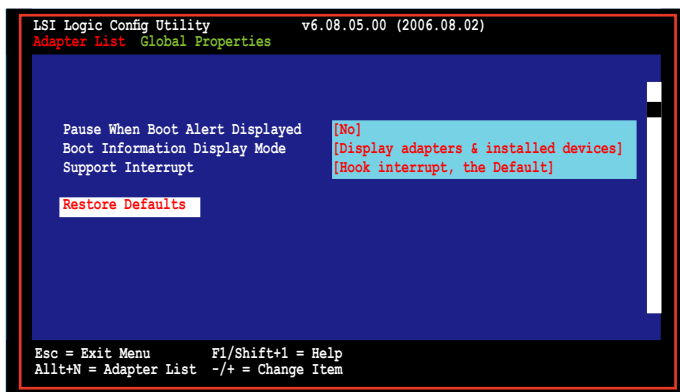 LSI Logic Config Utility v6.08.05.00 (2006.08.02)
Adapter List Global Properties
Pause When Boot Alert Displayed [No]
Boot Information Display Mode [Display adapters & installed devices]
Support Interrupt [Hook interrupt, the Default]
Restore Defaults
Esc = Exit Menu F1/Shift+1 = Help
Allt+N = Adapter List -/+ = Change Item